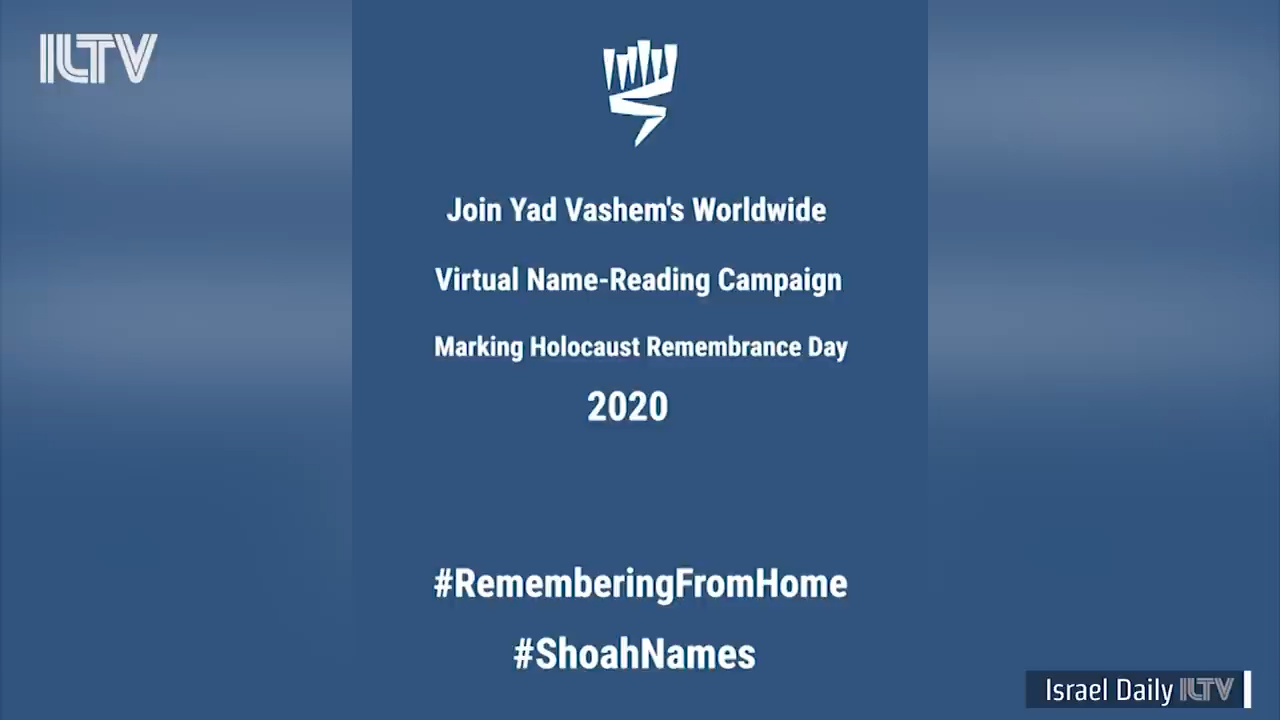 ILTV
Join Yad Vashem's Worldwide
Virtual Name-Reading Campaign
Marking Holocaust Remembrance Day
2020
#RememberingFromHome
#ShoahNames
Israel Daily ILTV